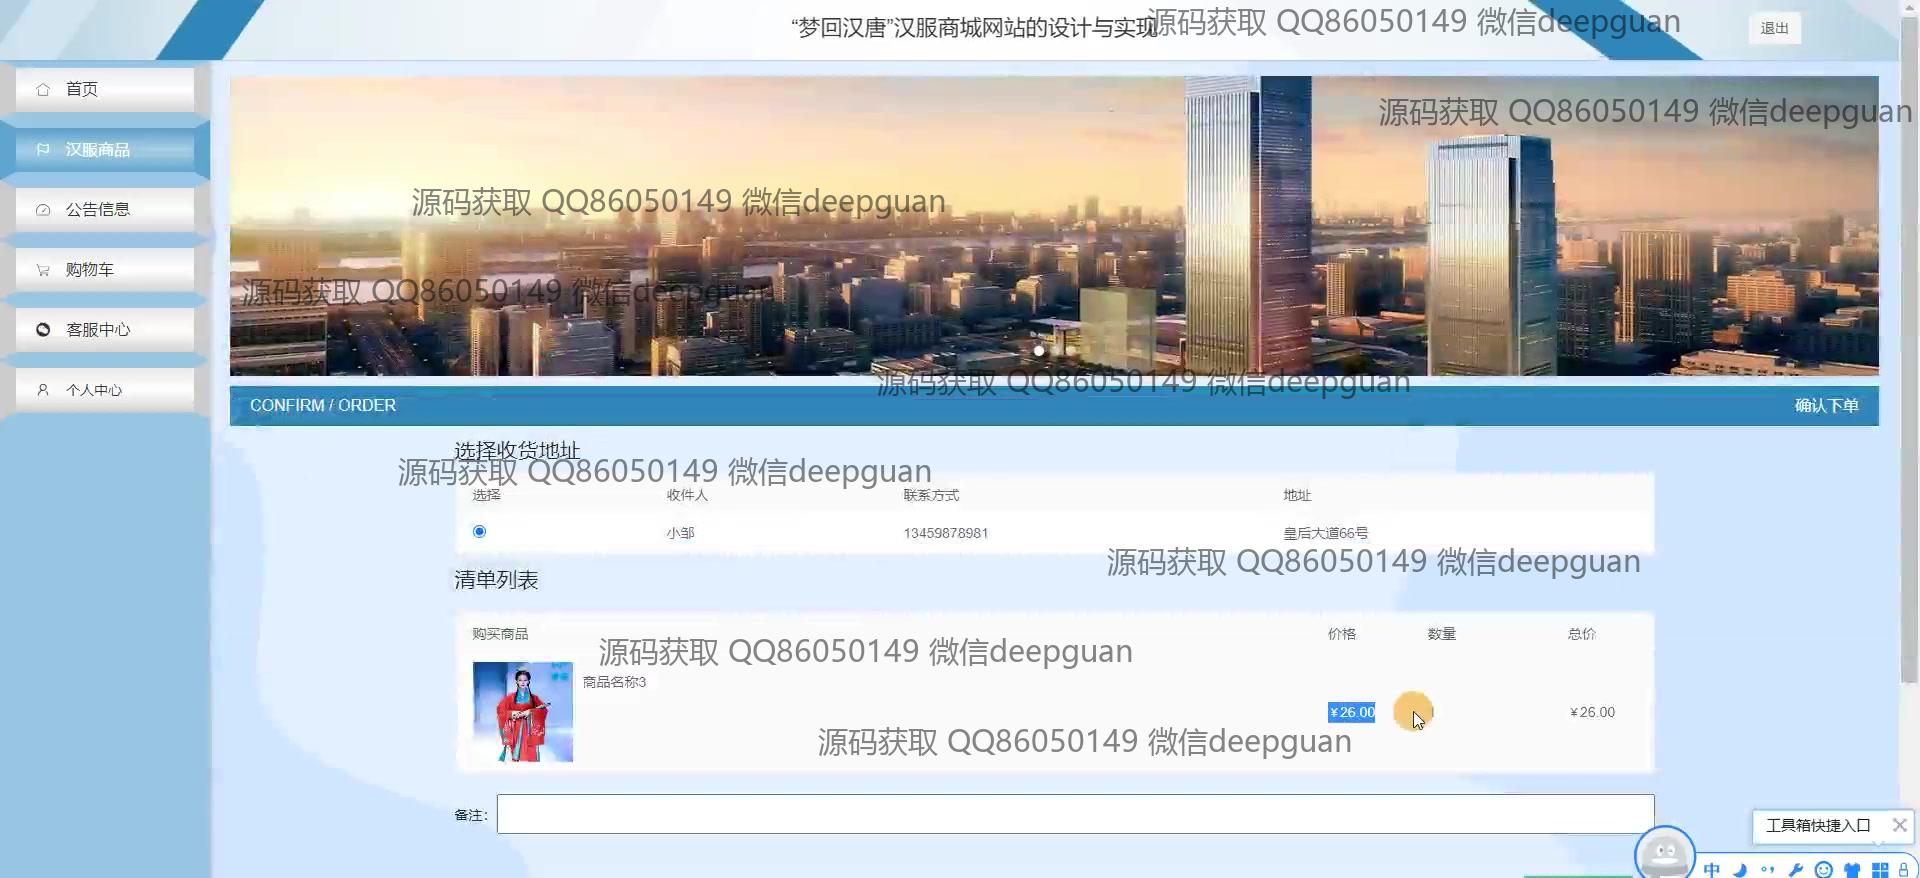 “梦回汉唐”汉服商城网站的设计与实现
源码获取 QQ86050149 微信deepguan
退出
首页
汉服商品
公告信息
购物车
客服中心
个人中心
源码获取 QQ86050149 微信deepguan
源码获取 QQ86050149 微信deepguan
源码获取 QQ86050149 微信deepguan
源码获取 QQ86050149 微信deepguan
CONFIRM / ORDER
确认下单
选择收货地址
源码获取 QQ86050149 微信deepguan
选择 收件人 联系方式 地址
小邹 13459878981 皇后大道66号
源码获取 QQ86050149 微信deepguan
清单列表
购买商品 价格 数量 总价
源码获取 QQ86050149 微信deepguan
商品名称3
¥26.00 ¥26.00
源码获取 QQ86050149 微信deepguan
备注:
工具箱快捷入口
中